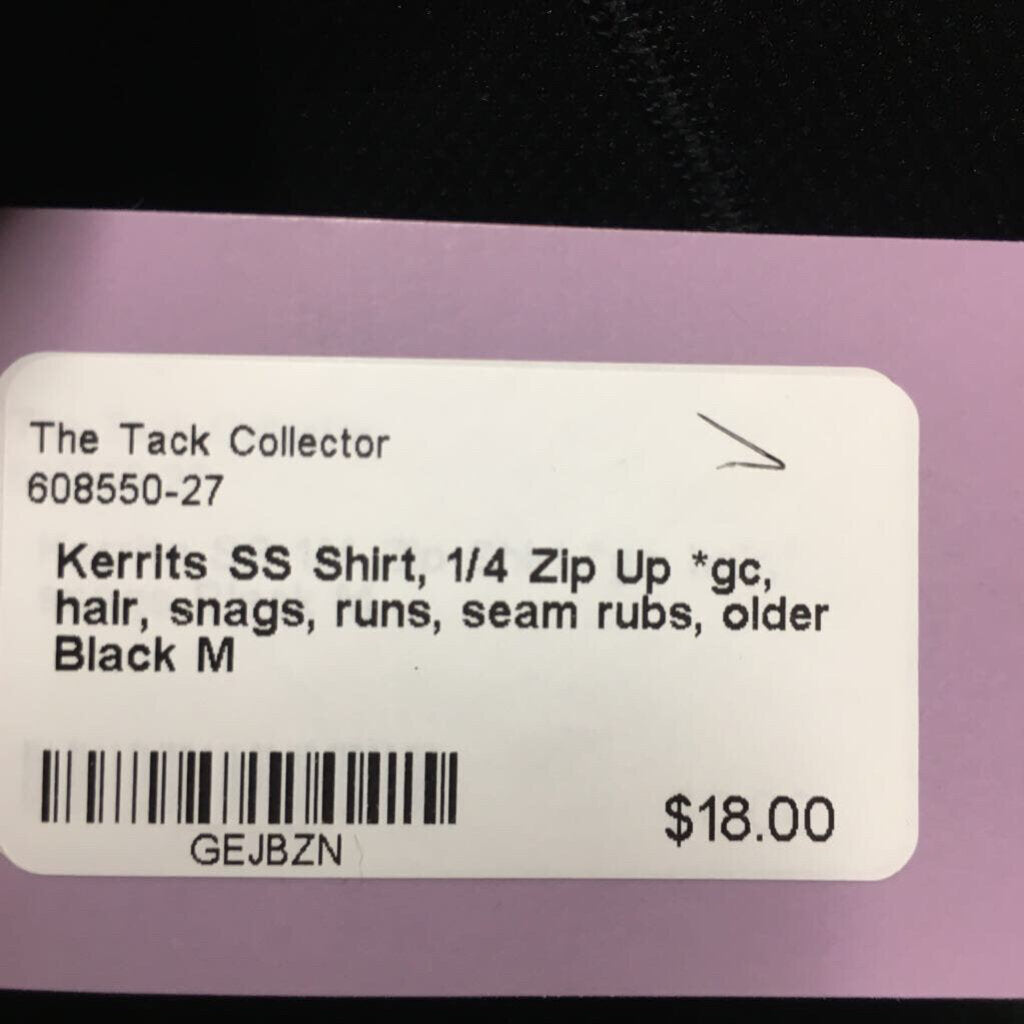 The Tack Collector
608550-27
Kerrits SS Shirt, 1/4 Zip Up *gc,
hair, snags, runs, seam rubs, older
Black M
GEJBZN
$18.00